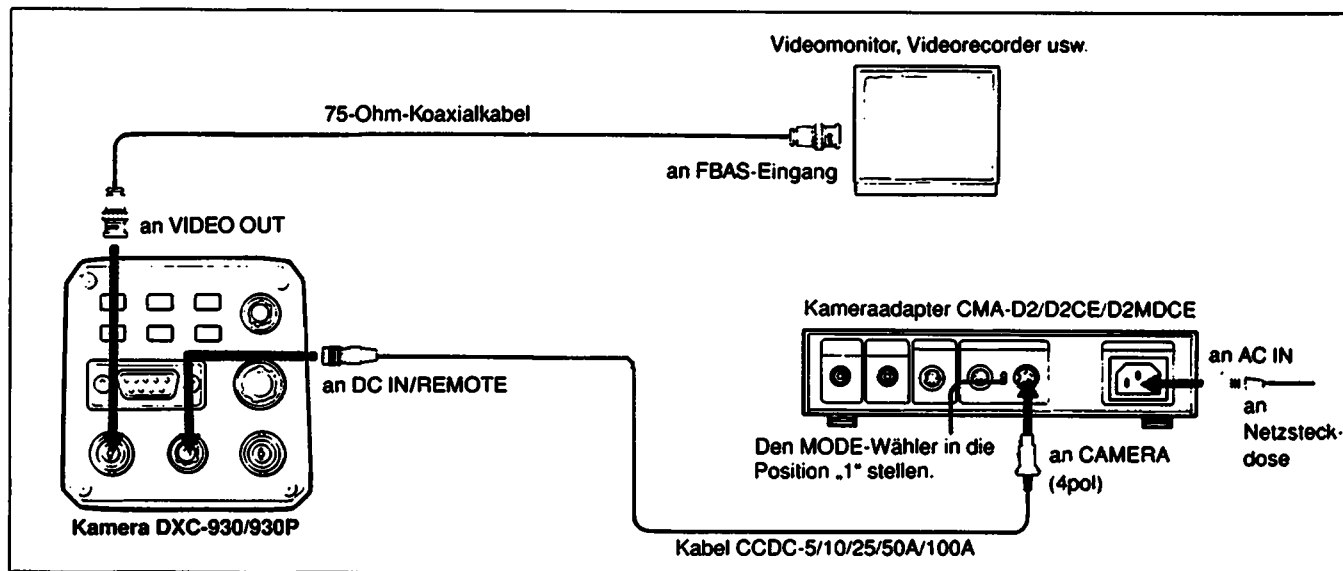 Videomonitor, Videorecorder usw.
75-Ohm-Koaxialkabel
an FBAS-Eingang
an VIDEO OUT
Kameraadapter CMA-D2/D2CE/D2MDCE
an AC IN
an DC IN/REMOTE
an
Netzsteck-
dose
Den MODE-Wähler in die
Position „1“ stellen.
an CAMERA
(4pol)
Kamera DXC-930/930P
Kabel CCDC-5/10/25/50A/100A